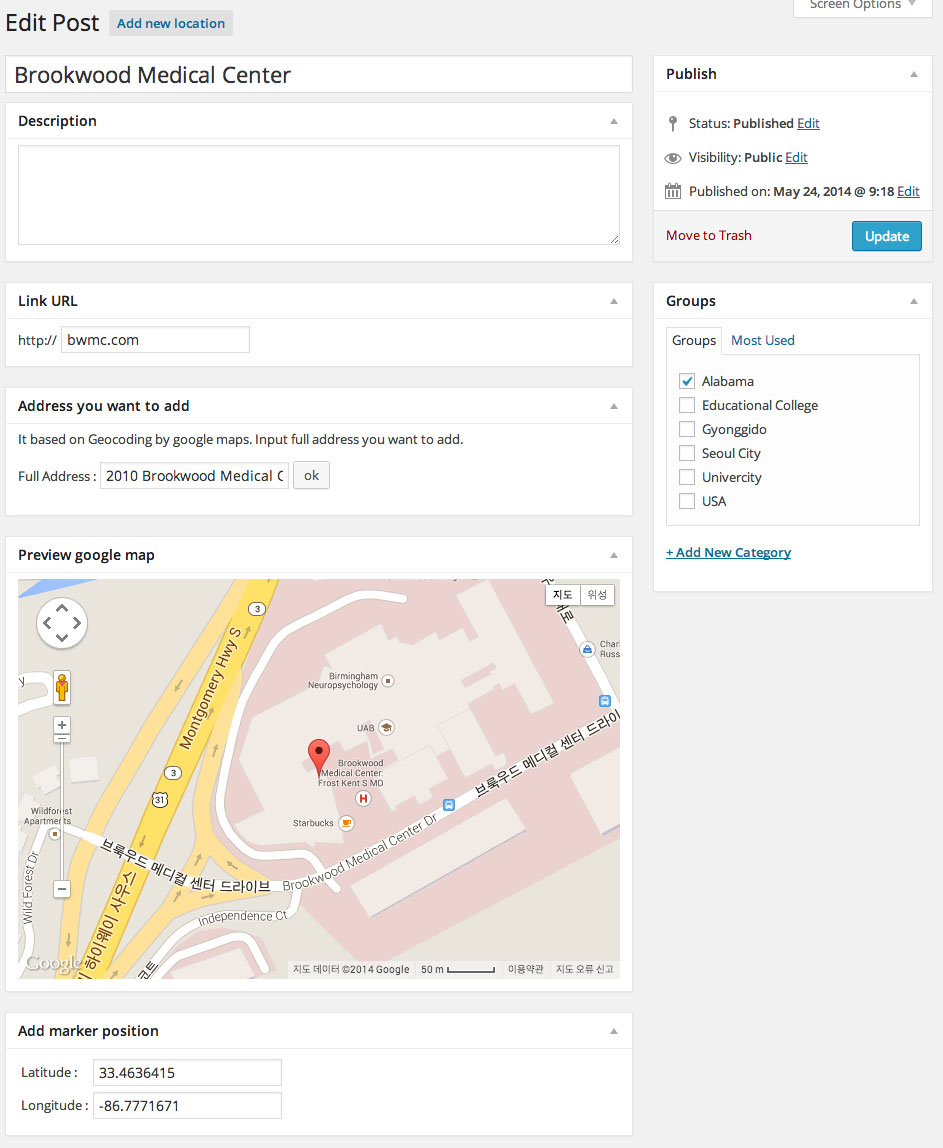 Edit Post
Add new location
Screen Options
Brookwood Medical Center
Description
Link URL
http://
bwmc.com
Address you want to add
It based on Geocoding by google maps. Input full address you want to add.
Full Address :
2010 Brookwood Medical C
ok
Preview google map
지도
위성
3
Montgomery Hwy S
Birmingham
Neuropsychology
Char
Russ
UAB
Brookwood
Medical Center:
Frost Kent S MD
H
3
31
Starbucks
Wildforest
Apartments
Wild Forest Dr
브룩우드 메디컬 센터 드라이
브룩우드 메디컬 센터 드라이브
Brookwood Medical Center Dr
Independence Ct
하이웨이 사우스
코트
Google
지도 데이터 ©2014 Google
50 m
이용약관
지도 오류 신고
Add marker position
Latitude :
33.4636415
Longitude :
-86.7771671
Publish
Status: Published Edit
Visibility: Public Edit
Published on: May 24, 2014 @ 9:18 Edit
Move to Trash
Update
Groups
Groups
Most Used
Alabama
Educational College
Gyonggido
Seoul City
Univercity
USA
+ Add New Category